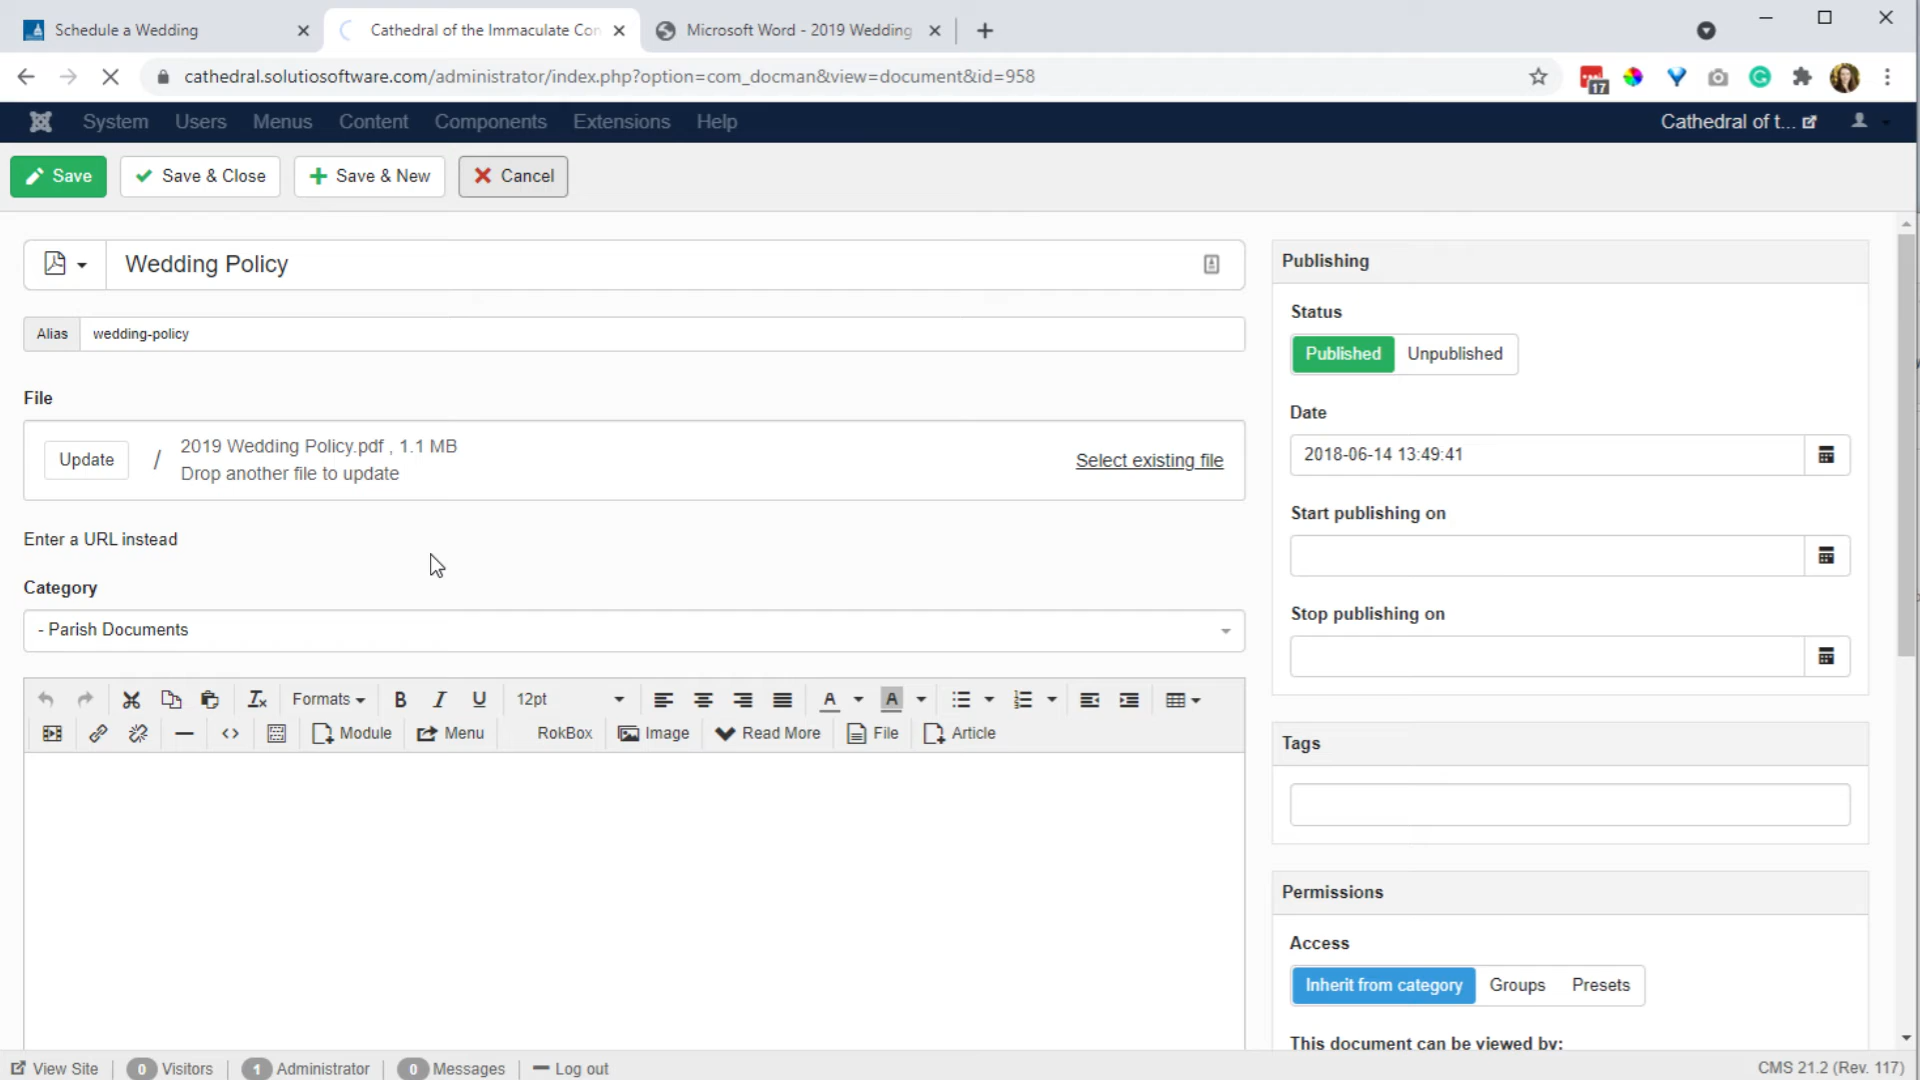 Schedule a Wedding
Cathedral of the Immaculate Con
Microsoft Word - 2019 Wedding
cathedral.solutiosoftware.com/administrator/index.php?option=com_docman&view=document&id=958
17
System Users Menus Content Components Extensions Help
Cathedral of t...
Save
Save & Close
Save & New
Cancel
Wedding Policy
Alias wedding-policy
File
Update / 2019 Wedding Policy.pdf , 1.1 MB
Drop another file to update
Select existing file
Enter a URL instead
Category
- Parish Documents
Formats B I U 12pt A A
Module Menu RokBox Image Read More File Article
Publishing
Status
Published Unpublished
Date
2018-06-14 13:49:41
Start publishing on
Stop publishing on
Tags
Permissions
Access
Inherit from category Groups Presets
This document can be viewed by:
View Site 0 Visitors 1 Administrator 0 Messages Log out
CMS 21.2 (Rev. 117)